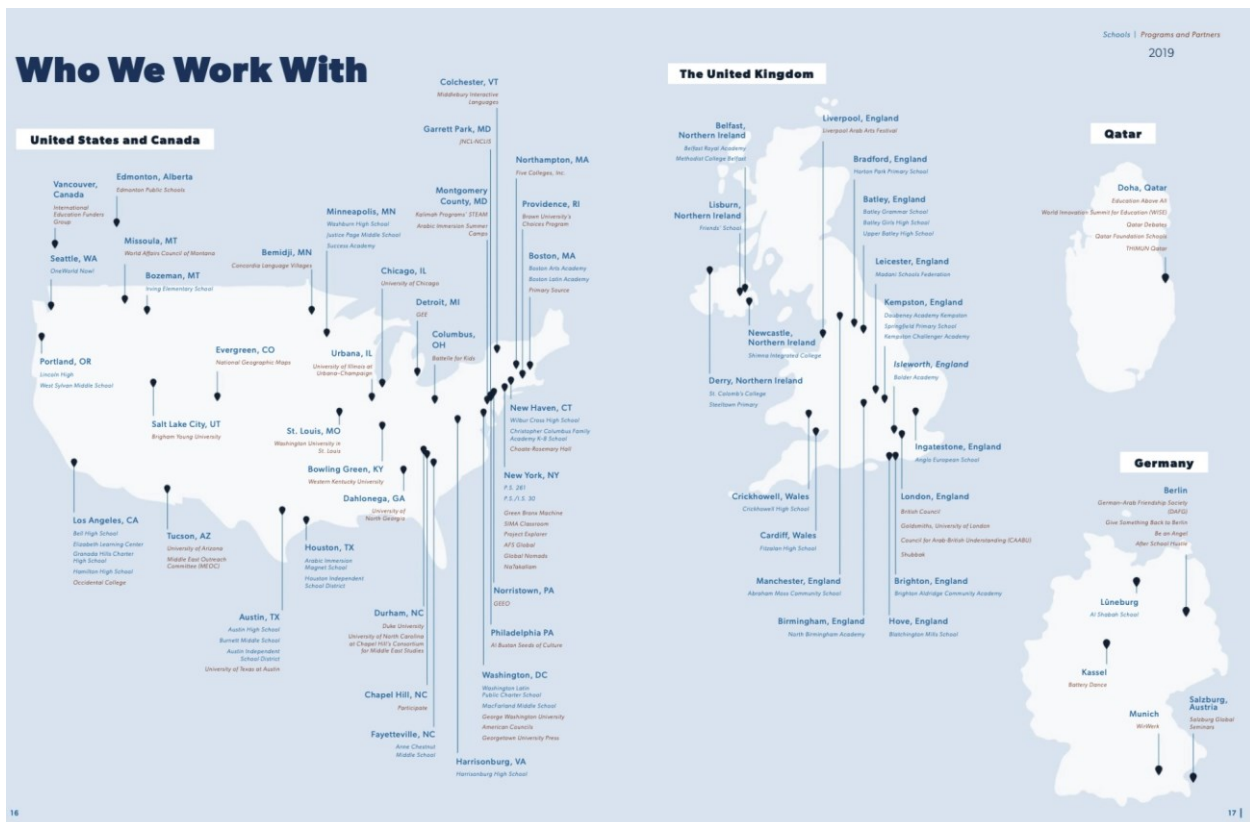 Who We Work With
United States and Canada
Vancouver,
Canada
International
Education Funders
Group
Edmonton, Alberta
Edmonton Public Schools
Seattle, WA
OneWorld Now!
Missoula, MT
World Affairs Council of Montana
Bozeman, MT
Irving Elementary School
Bemidji, MN
Concordia Language Villages
Minneapolis, MN
Washburn High School
Justice Page Middle School
Success Academy
Chicago, IL
University of Chicago
Detroit, MI
GEE
Columbus,
OH
Battelle for Kids
Colchester, VT
Middlebury Interactive
Languages
Garrett Park, MD
JNCL-NCLIS
Montgomery
County, MD
Kalimah Programs' STEAM
Arabic Immersion Summer
Camps
Northampton, MA
Five Colleges, Inc.
Providence, RI
Brown University's
Choices Program
Boston, MA
Boston Arts Academy
Boston Latin Academy
Primary Source
Portland, OR
Lincoln High
West Sylvan Middle School
Evergreen, CO
National Geographic Maps
Urbana, IL
University of Illinois at
Urbana-Champaign
Salt Lake City, UT
Brigham Young University
St. Louis, MO
Washington University in
St. Louis
Bowling Green, KY
Western Kentucky University
Dahlonega, GA
University of
North Georgia
New Haven, CT
Wilbur Cross High School
Christopher Columbus Family
Academy K-8 School
Choate-Rosemary Hall
New York, NY
P.S. 261
P.S./I.S. 30
Green Bronx Machine
SIMA Classroom
Project Explorer
AFS Global
Global Nomads
NaTakallam
Los Angeles, CA
Bell High School
Elizabeth Learning Center
Granada Hills Charter
High School
Hamilton High School
Occidental College
Tucson, AZ
University of Arizona
Middle East Outreach
Committee (MEOC)
Houston, TX
Arabic Immersion
Magnet School
Houston Independent
School District
Austin, TX
Austin High School
Burnett Middle School
Austin Independent
School District
University of Texas at Austin
Durham, NC
Duke University
University of North Carolina
at Chapel Hill's Consortium
for Middle East Studies
Chapel Hill, NC
Participate
Fayetteville, NC
Anne Chesnut
Middle School
Norristown, PA
GEEO
Philadelphia PA
Al Bustan Seeds of Culture
Washington, DC
Washington Latin
Public Charter School
MacFarland Middle School
George Washington University
American Councils
Georgetown University Press
Harrisonburg, VA
Harrisonburg High School
16
Schools | Programs and Partners
2019
The United Kingdom
Belfast,
Northern Ireland
Belfast Royal Academy
Methodist College Belfast
Lisburn,
Northern Ireland
Friends' School
Liverpool, England
Liverpool Arab Arts Festival
Bradford, England
Horton Park Primary School
Batley, England
Batley Grammar School
Batley Girls High School
Upper Batley High School
Leicester, England
Madani Schools Federation
Kempston, England
Daubeney Academy Kempston
Springfield Primary School
Kempston Challenger Academy
Isleworth, England
Bolder Academy
Newcastle,
Northern Ireland
Shimna Integrated College
Derry, Northern Ireland
St. Columb's College
Steelstown Primary
Ingatestone, England
Anglo European School
Crickhowell, Wales
Crickhowell High School
Cardiff, Wales
Fitzalan High School
London, England
British Council
Goldsmiths, University of London
Council for Arab British Understanding (CAABU)
Shubbak
Manchester, England
Abraham Moss Community School
Brighton, England
Brighton Aldridge Community Academy
Birmingham, England
North Birmingham Academy
Hove, England
Blatchington Mills School
Qatar
Doha, Qatar
Education Above All
World Innovation Summit for Education (WISE)
Qatar Debates
Qatar Foundation Schools
THIMUN Qatar
Germany
Berlin
German-Arab Friendship Society
(DAFG)
Give Something Back to Berlin
Be an Angel
After School
Lüneburg
Al Shabab School
Kassel
Battery Dance
Munich
WirWerk
Salzburg,
Austria
Salzburg Global
Seminars
17 |